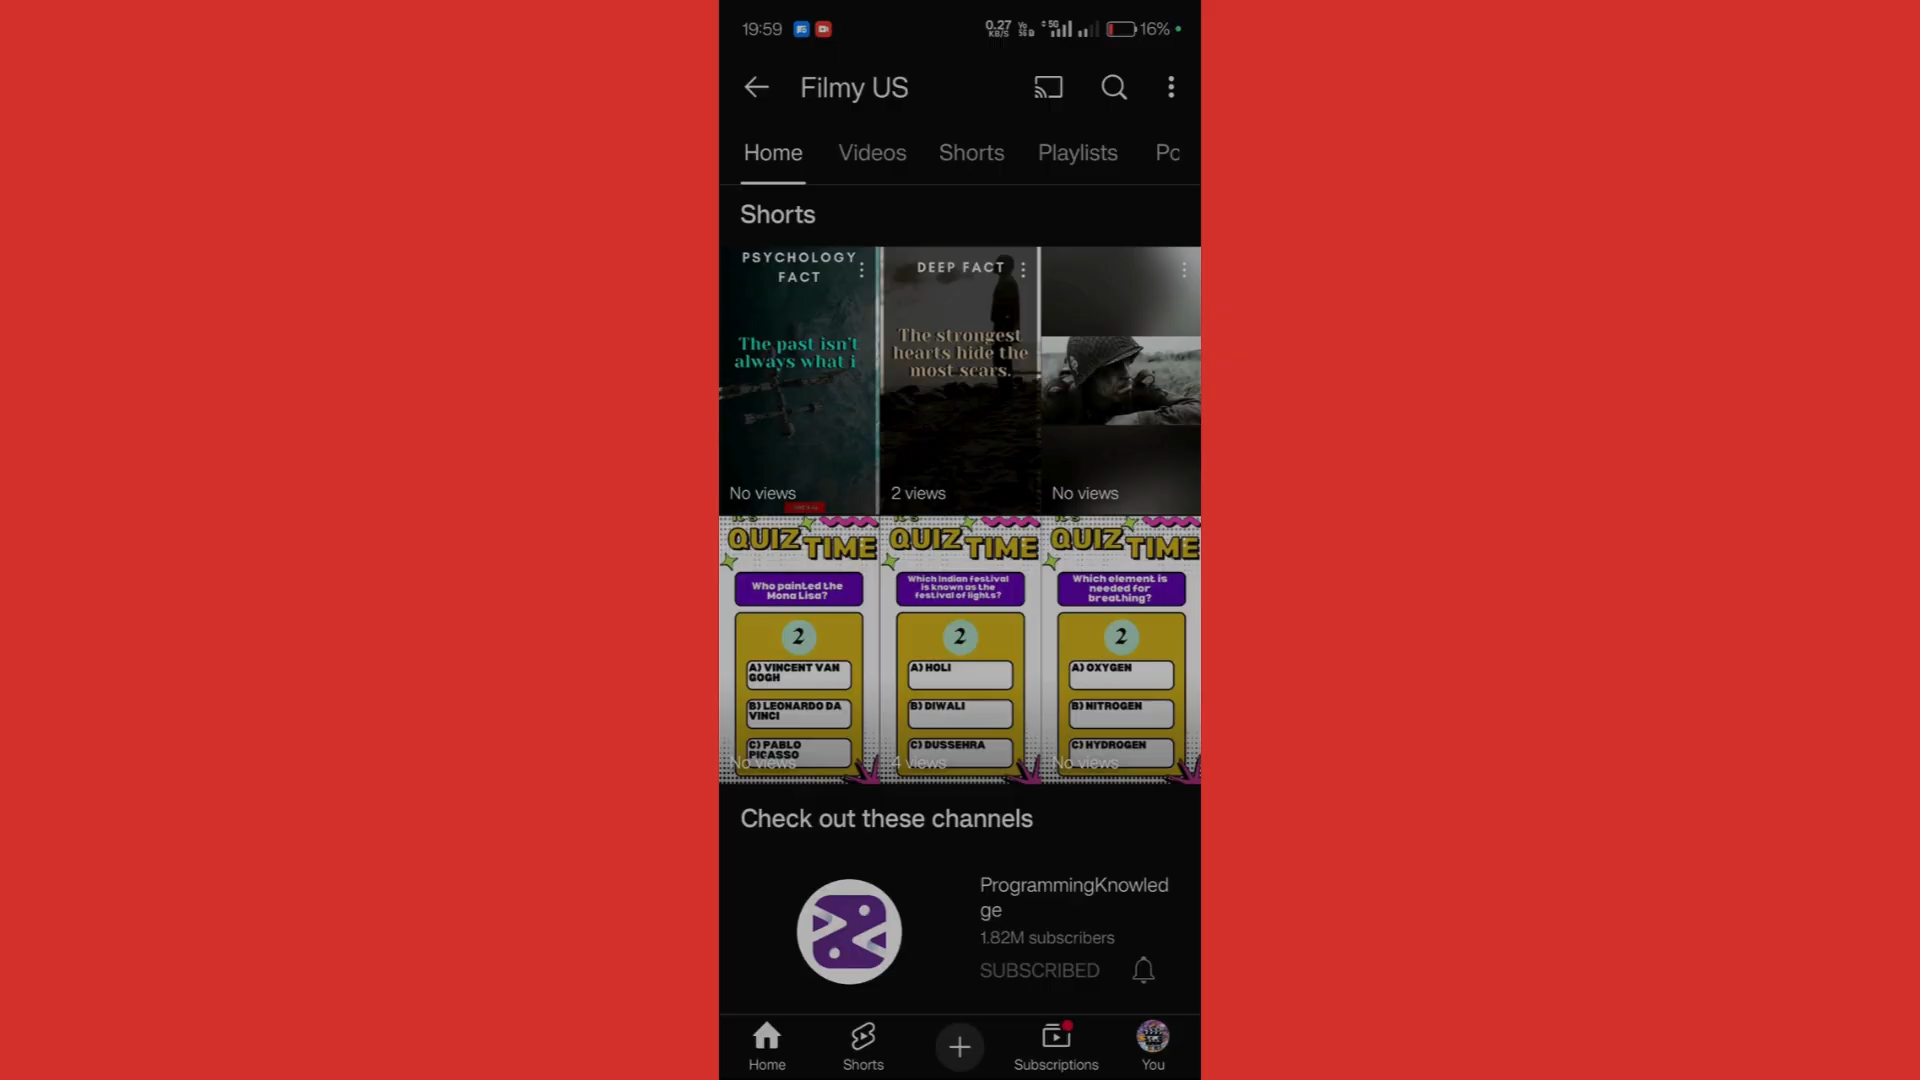 19:59
0.27 KB/S
5G
16%
Filmy US
Home Videos Shorts Playlists Po
Shorts
PSYCHOLOGY
FACT
The past isn't
always what i
No views
DEEP FACT
The strongest
hearts hide the
most scars.
2 views
No views
QUIZ TIME
Who painted the
Mona Lisa?
2
A) VINCENT VAN
GOGH
B) LEONARDO DA
VINCI
C) PABLO
PICASSO
No views
QUIZ TIME
Which Indian festival
is known as the
festival of lights?
2
A) HOLI
B) DIWALI
C) DUSSEHRA
4 views
QUIZ TIME
Which element is
needed for
breathing?
2
A) OXYGEN
B) NITROGEN
C) HYDROGEN
No views
Check out these channels
ProgrammingKnowled
ge
1.82M subscribers
SUBSCRIBED
Home Shorts Subscriptions You